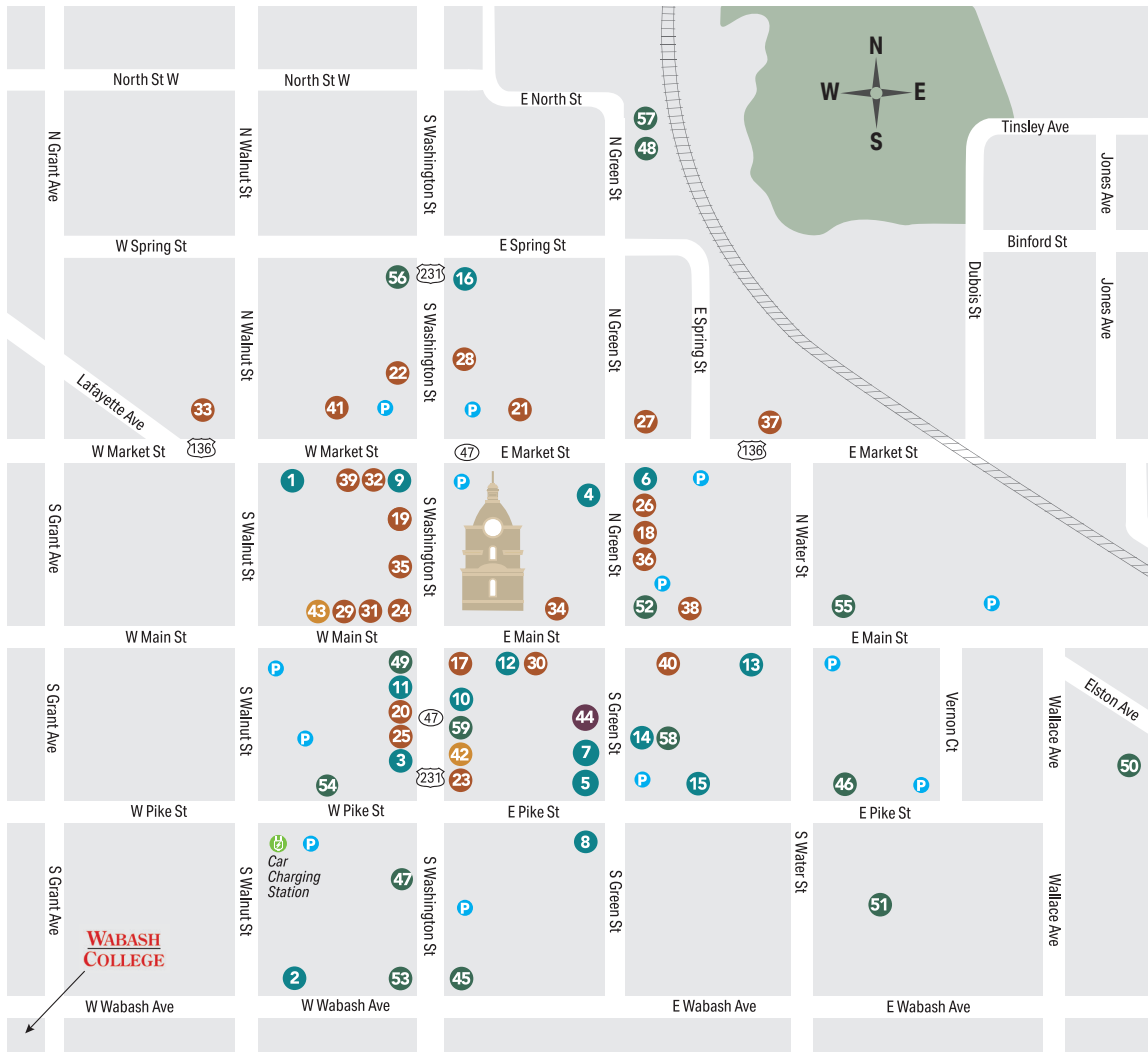 N
W E
S
North St W
North St W
E North St
57
48
Tinsley Ave
N Grant Ave
N Walnut St
S Washington St
N Green St
Jones Ave
W Spring St
E Spring St
Binford St
56
231
16
N Walnut St
S Washington St
N Green St
E Spring St
Dubois St
Jones Ave
28
22
Lafayette Ave
33
41
P
P
21
27
37
136
W Market St
W Market St
47
E Market St
136
E Market St
1
39
32
9
P
4
6
P
S Grant Ave
S Walnut St
S Washington St
N Green St
N Water St
19
26
18
35
36
P
43
29
31
24
34
52
38
55
P
W Main St
W Main St
E Main St
E Main St
P
49
17
12
30
40
13
P
S Grant Ave
S Walnut St
S Green St
Vernon Ct
Wallace Ave
Elston Ave
11
10
20
47
44
59
P
25
14
58
3
42
7
50
54
231
23
5
P
15
46
P
W Pike St
W Pike St
E Pike St
E Pike St
P
8
Car
Charging
Station
S Grant Ave
S Walnut St
47
S Washington St
S Green St
S Water St
Wallace Ave
P
51
WABASH
COLLEGE
2
53
45
W Wabash Ave
W Wabash Ave
E Wabash Ave
E Wabash Ave